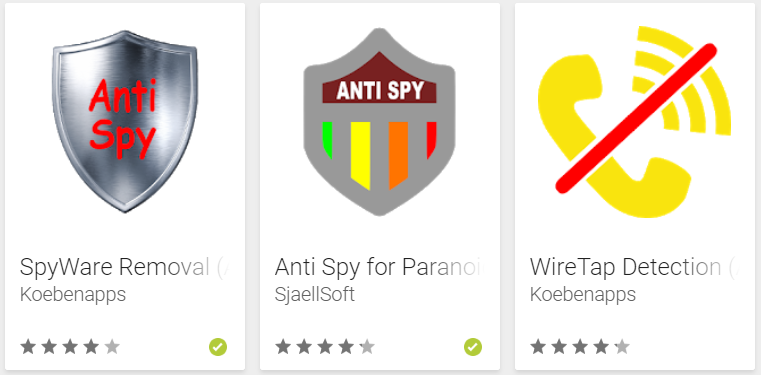 Anti
Spy
SpyWare Removal (
Koebenapps
ANTI SPY
Anti Spy for Paranoi
SjaellSoft
WireTap Detection (
Koebenapps